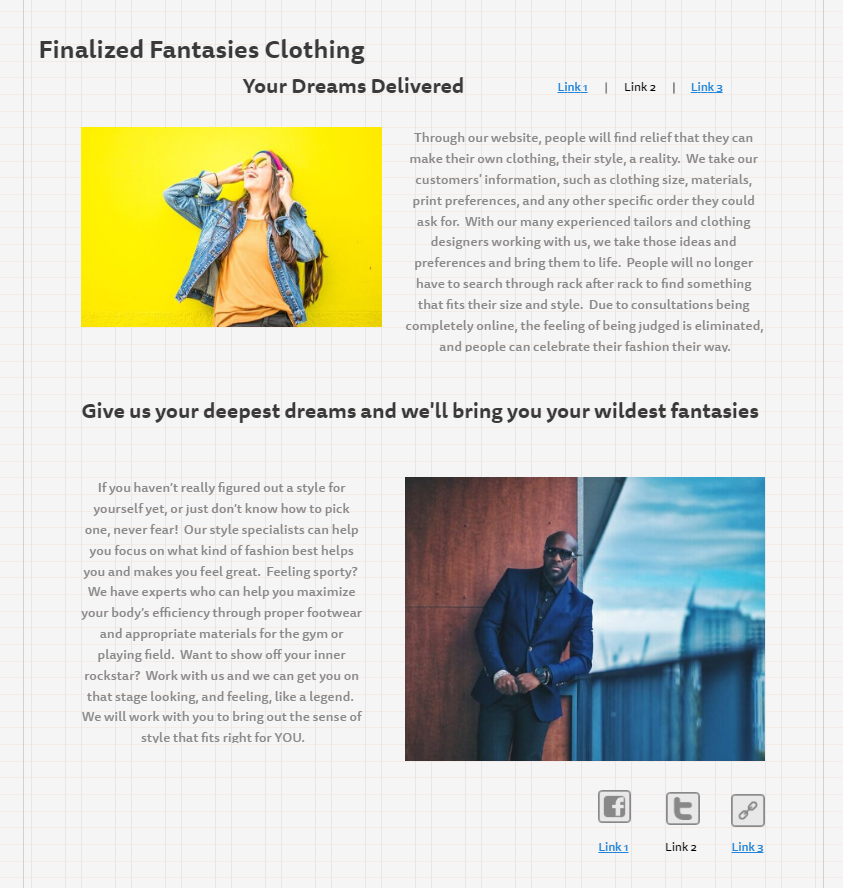 Finalized Fantasies Clothing
Your Dreams Delivered
Link 1 | Link 2 | Link 3
Through our website, people will find relief that they can
make their own clothing, their style, a reality. We take our
customers' information, such as clothing size, materials,
print preferences, and any other specific order they could
ask for. With our many experienced tailors and clothing
designers working with us, we take those ideas and
preferences and bring them to life. People will no longer
have to search through rack after rack to find something
that fits their size and style. Due to consultations being
completely online, the feeling of being judged is eliminated,
and people can celebrate their fashion their way.
Give us your deepest dreams and we'll bring you your wildest fantasies
If you haven't really figured out a style for
yourself yet, or just don't know how to pick
one, never fear! Our style specialists can help
you focus on what kind of fashion best helps
you and makes you feel great. Feeling sporty?
We have experts who can help you maximize
your body's efficiency through proper footwear
and appropriate materials for the gym or
playing field. Want to show off your inner
rockstar? Work with us and we can get you on
that stage looking, and feeling, like a legend.
We will work with you to bring out the sense of
style that fits right for YOU.
Link 1 Link 2 Link 3